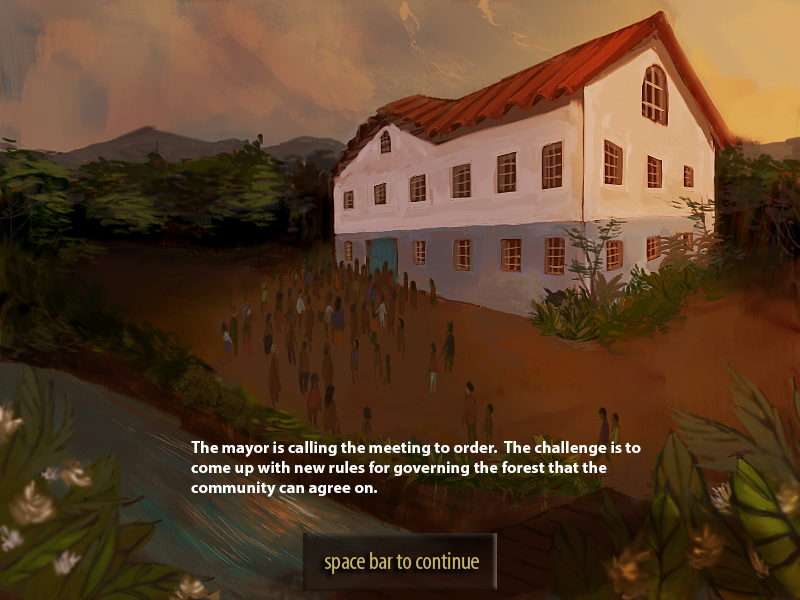 The mayor is calling the meeting to order.  The challenge is to
come up with new rules for governing the forest that the
community can agree on.
space bar to continue